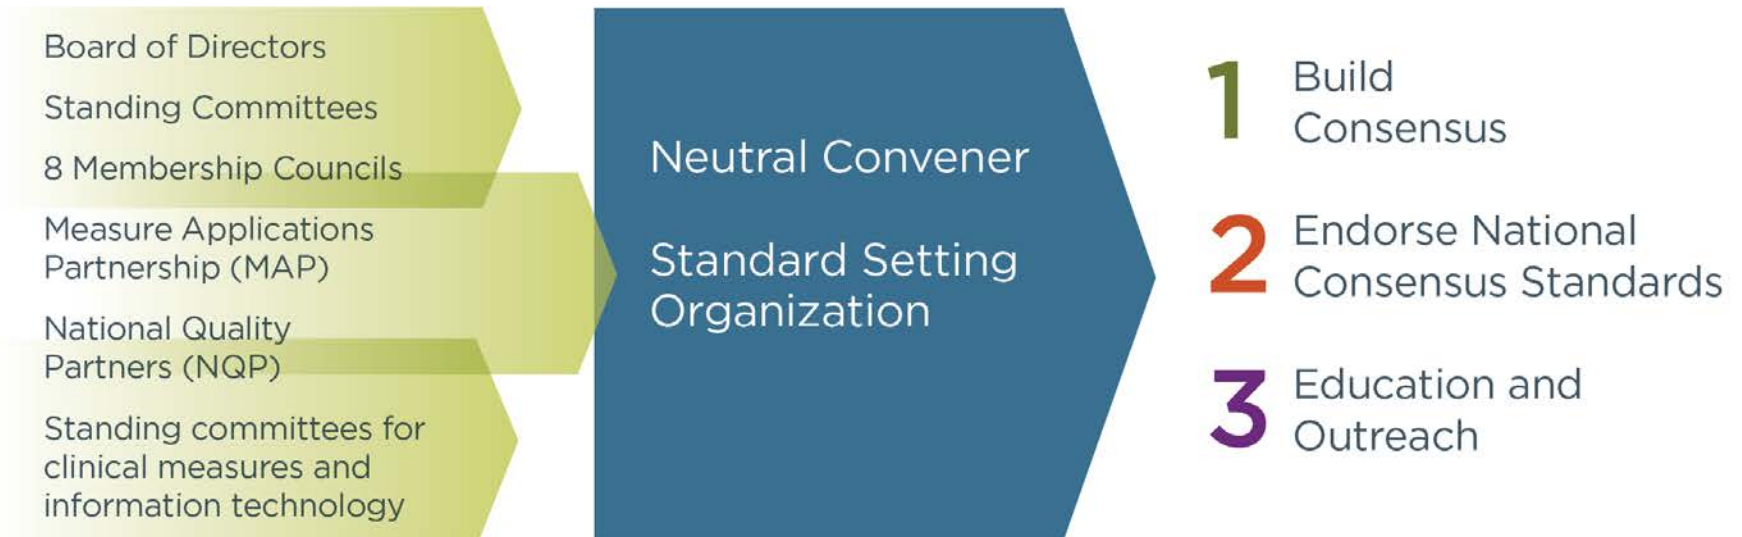 Board of Directors
Standing Committees
8 Membership Councils
Measure Applications
Partnership (MAP)
National Quality
Partners (NQP)
Standing committees for
clinical measures and
information technology
Neutral Convener
Standard Setting
Organization
1 Build
Consensus
2 Endorse National
Consensus Standards
3 Education and
Outreach